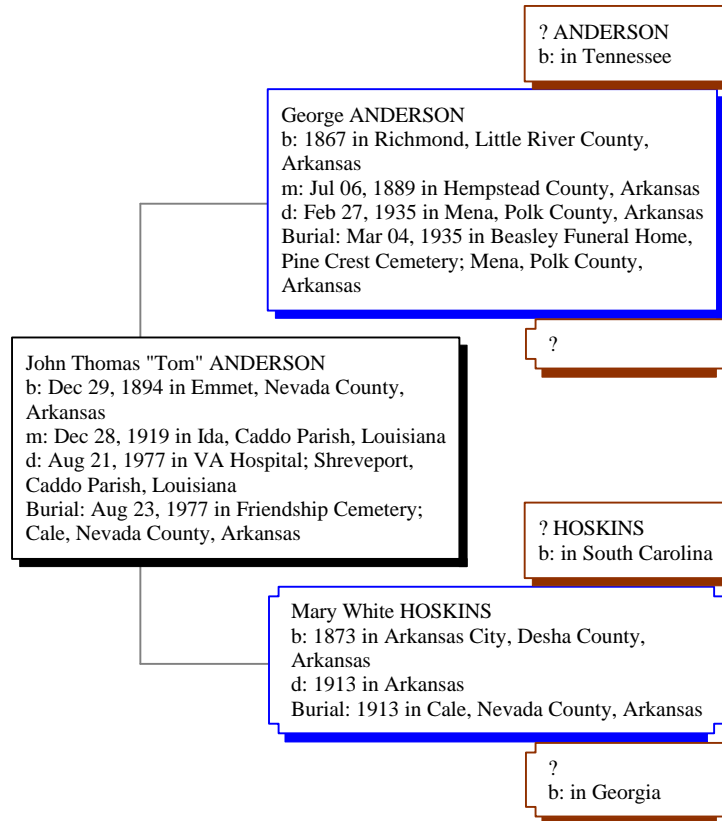 ? ANDERSON
b: in Tennessee
George ANDERSON
b: 1867 in Richmond, Little River County,
Arkansas
m: Jul 06, 1889 in Hempstead County, Arkansas
d: Feb 27, 1935 in Mena, Polk County, Arkansas
Burial: Mar 04, 1935 in Beasley Funeral Home,
Pine Crest Cemetery; Mena, Polk County,
Arkansas
?
John Thomas "Tom" ANDERSON
b: Dec 29, 1894 in Emmet, Nevada County,
Arkansas
m: Dec 28, 1919 in Ida, Caddo Parish, Louisiana
d: Aug 21, 1977 in VA Hospital; Shreveport,
Caddo Parish, Louisiana
Burial: Aug 23, 1977 in Friendship Cemetery;
Cale, Nevada County, Arkansas
? HOSKINS
b: in South Carolina
Mary White HOSKINS
b: 1873 in Arkansas City, Desha County,
Arkansas
d: 1913 in Arkansas
Burial: 1913 in Cale, Nevada County, Arkansas
?
b: in Georgia